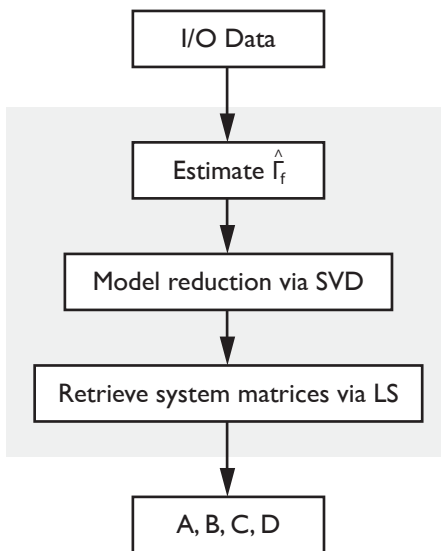 I/O Data
Estimate Γ̂f
Model reduction via SVD
Retrieve system matrices via LS
A, B, C, D